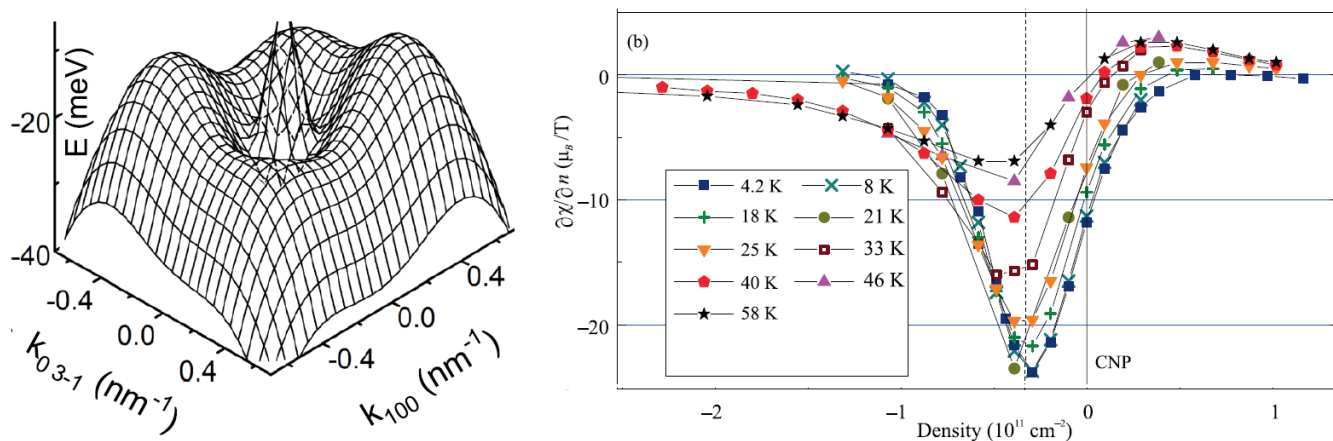 E (meV)
-20
-40
-0.4
0.0
0.4
k0 3-1 (nm-1)
-0.4
0.0
0.4
k100 (nm-1)
(b)
0
−10
−20
∂χ/∂n (μB/T)
4.2 K
8 K
18 K
21 K
25 K
33 K
40 K
46 K
58 K
CNP
−2
−1
0
1
Density (10¹¹ cm⁻²)